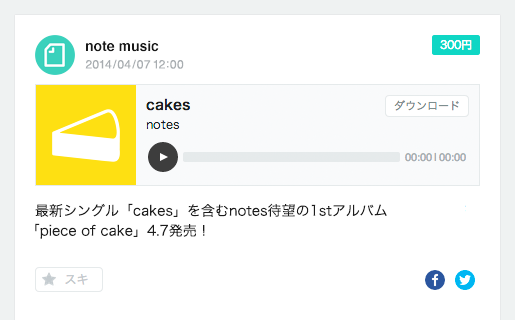 note music
300円
2014/04/07 12:00
cakes
ダウンロード
notes
00:00 | 00:00
最新シングル「cakes」を含むnotes待望の1stアルバム
「piece of cake」4.7発売！
スキ